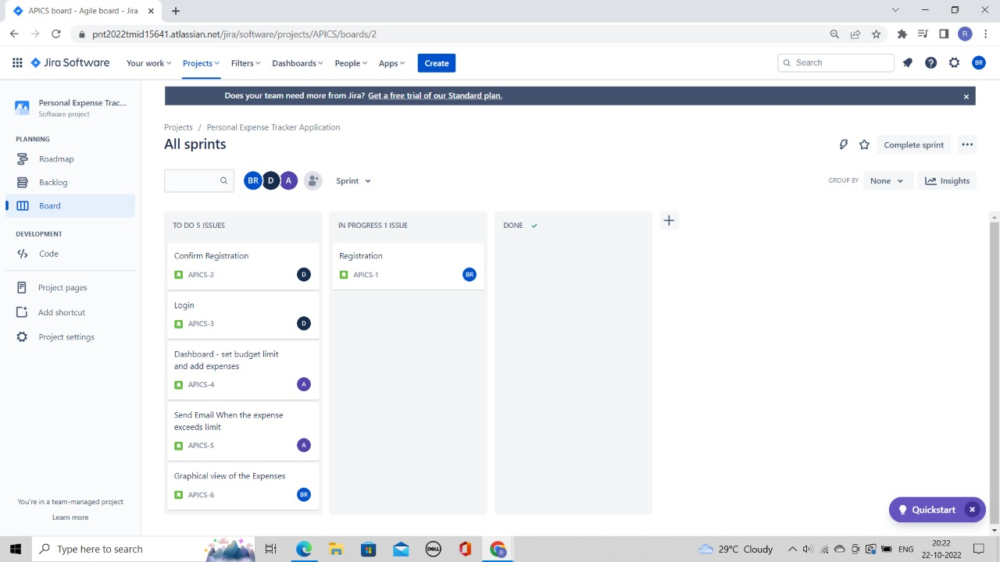 APICS board - Agile board - Jira
pnt2022tmid15641.atlassian.net/jira/software/projects/APICS/boards/2
R
Jira Software
Your work
Projects
Filters
Dashboards
People
Apps
Create
Search
BR
Personal Expense Trac...
Software project
PLANNING
Roadmap
Backlog
Board
DEVELOPMENT
Code
Project pages
Add shortcut
Project settings
You're in a team-managed project
Learn more
Does your team need more from Jira? Get a free trial of our Standard plan.
Projects / Personal Expense Tracker Application
All sprints
Complete sprint
BR D A
Sprint
GROUP BY None
Insights
TO DO 5 ISSUES
Confirm Registration
APICS-2 D
Login
APICS-3 D
Dashboard - set budget limit
and add expenses
APICS-4 A
Send Email When the expense
exceeds limit
APICS-5 A
Graphical view of the Expenses
APICS-6 BR
IN PROGRESS 1 ISSUE
Registration
APICS-1 BR
DONE
Quickstart
Type here to search
DELL
R
29°C Cloudy
ENG
20:22
22-10-2022